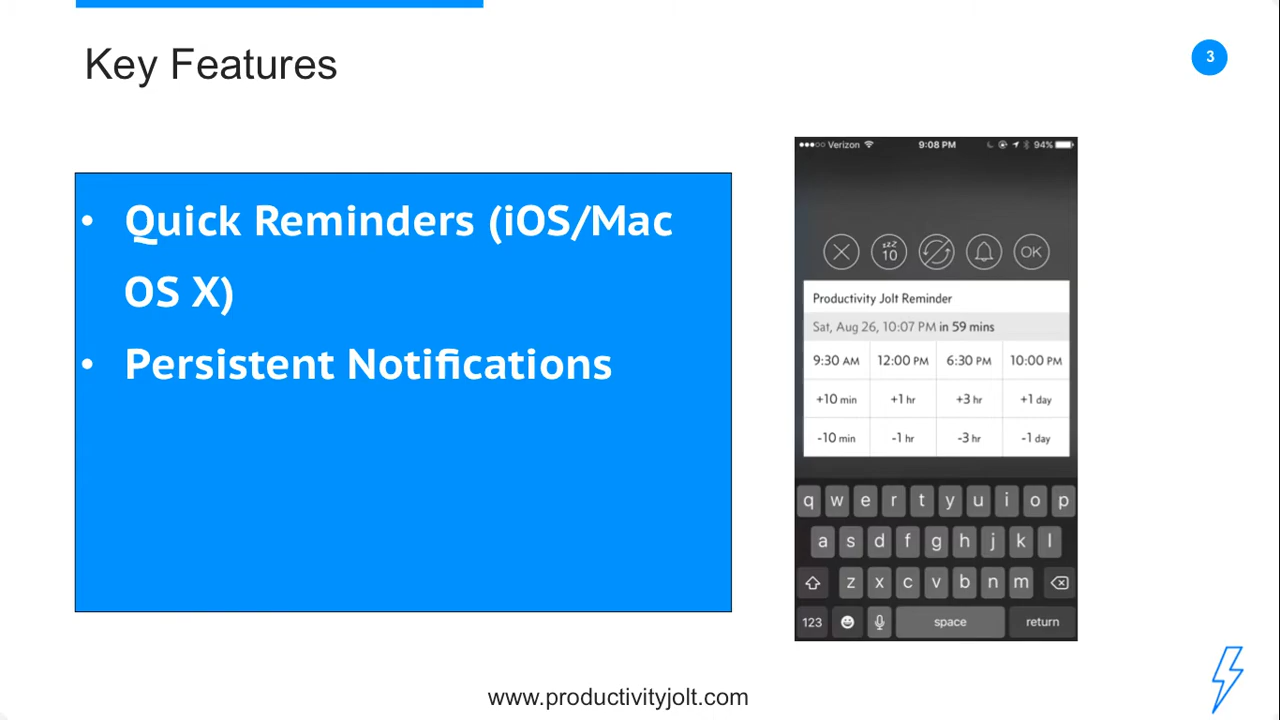 Key Features
3
• Quick Reminders (iOS/Mac
OS X)
• Persistent Notifications
Verizon 9:08 PM 94%
zzz
10 OK
Productivity Jolt Reminder
Sat, Aug 26, 10:07 PM in 59 mins
9:30 AM 12:00 PM 6:30 PM 10:00 PM
+10 min +1 hr +3 hr +1 day
-10 min -1 hr -3 hr -1 day
q w e r t y u i o p
a s d f g h j k l
z x c v b n m
123 space return
www.productivityjolt.com